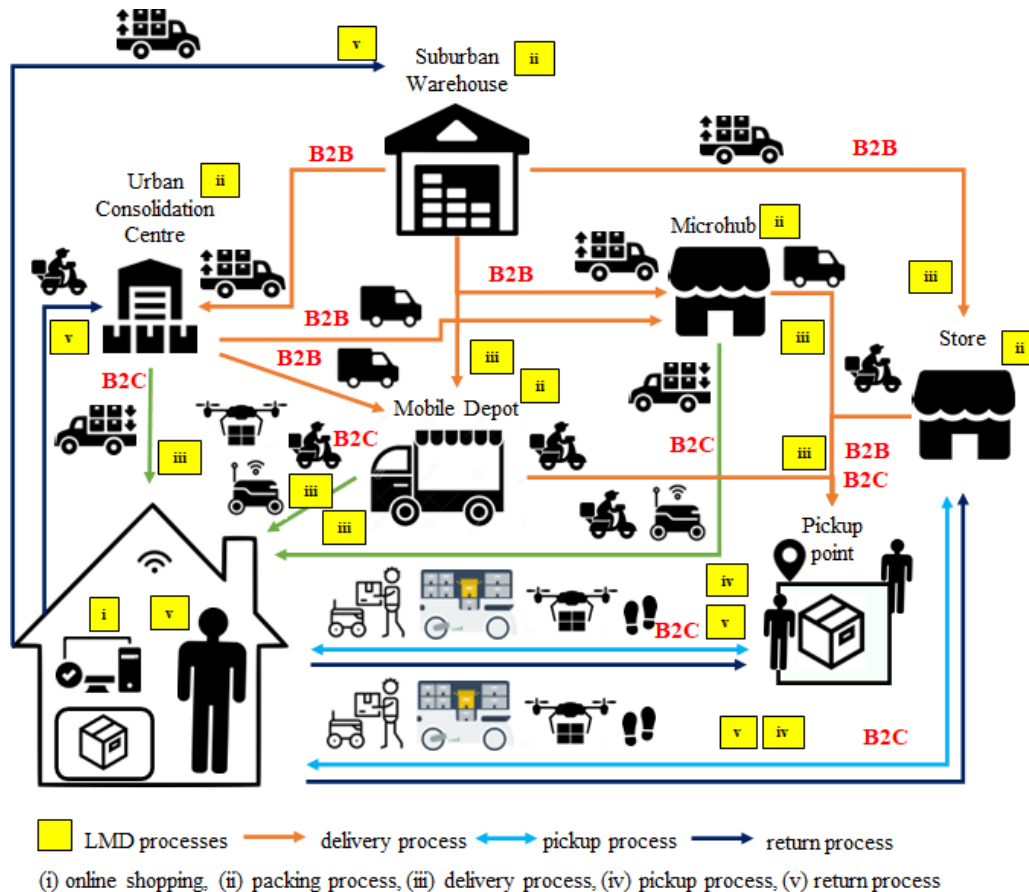 v
Suburban
Warehouse
ii
B2B
B2B
Urban
Consolidation
Centre
ii
Microhub
ii
B2B
iii
v
B2B
B2B
iii
iii
Store
ii
B2C
ii
Mobile Depot
iii
B2C
B2C
iii
B2B
B2C
iii
iii
Pickup
point
iv
i
v
v
B2C
v
iv
B2C
LMD processes
delivery process
pickup process
return process
(i) online shopping, (ii) packing process, (iii) delivery process, (iv) pickup process, (v) return process